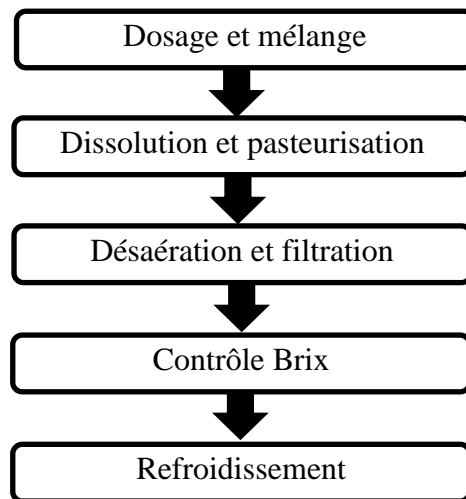 Dosage et mélange
Dissolution et pasteurisation
Désaération et filtration
Contrôle Brix
Refroidissement